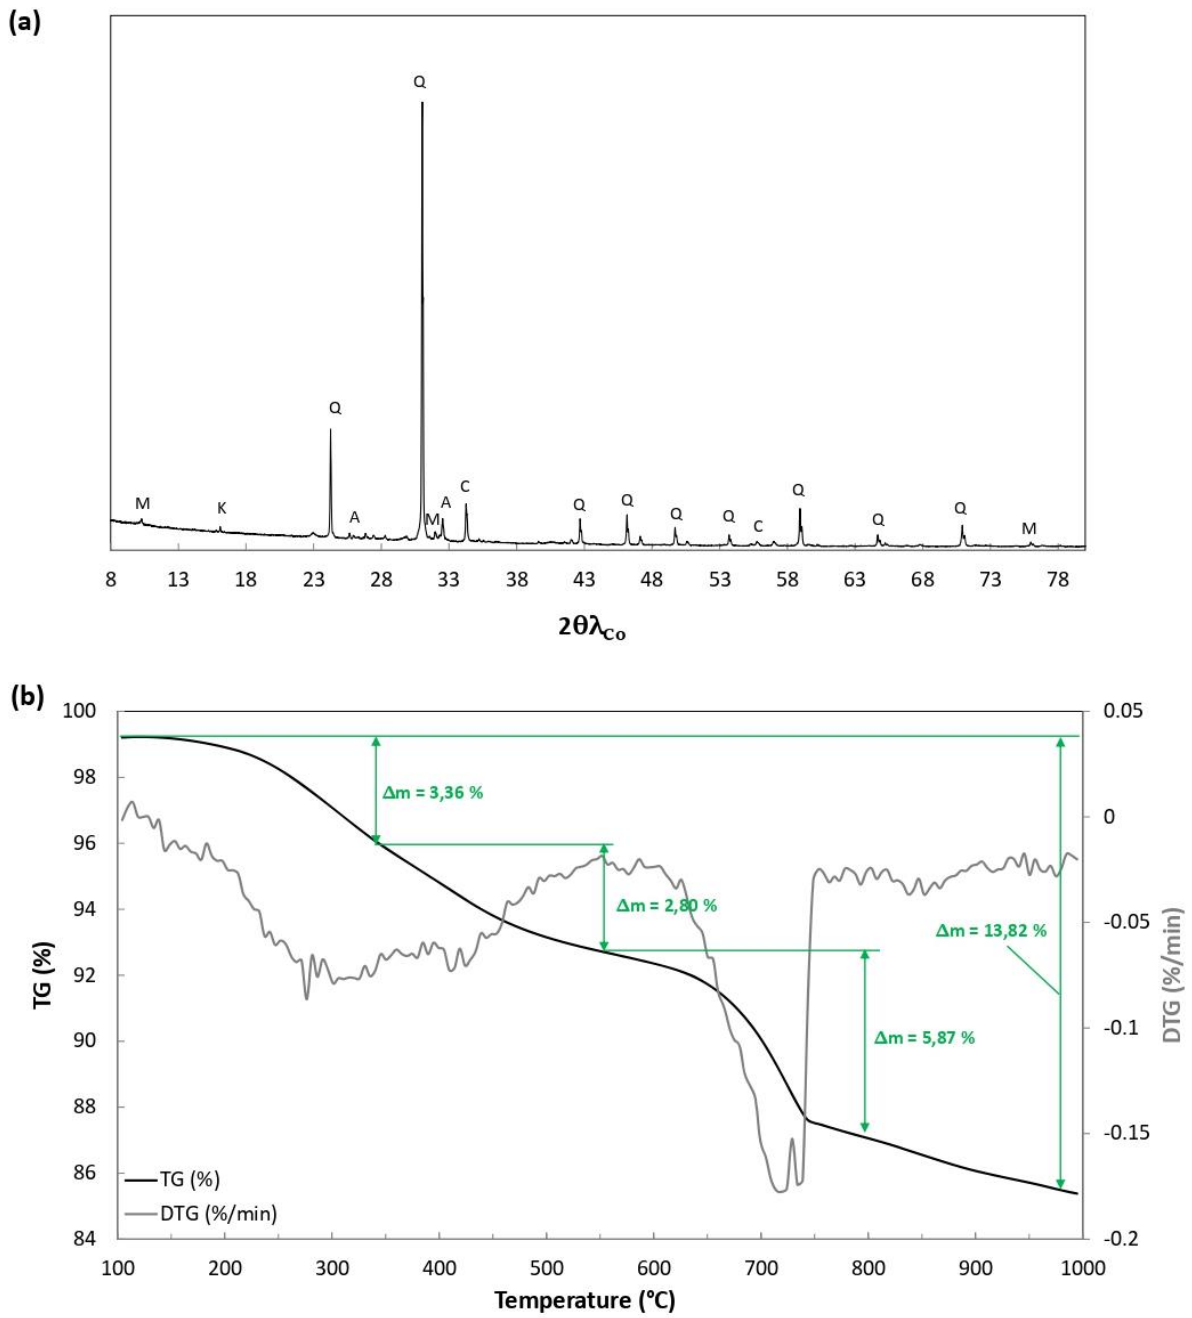 (a)
Q
Q
M
K
A
M
A
C
Q
Q
Q
Q
C
Q
Q
Q
M
8 13 18 23 28 33 38 43 48 53 58 63 68 73 78
2θλCo
(b)
100
98
96
94
92
90
88
86
84
TG (%)
0.05
0
-0.05
-0.1
-0.15
-0.2
DTG (%/min)
Δm = 3,36 %
Δm = 2,80 %
Δm = 13,82 %
Δm = 5,87 %
TG (%)
DTG (%/min)
100 200 300 400 500 600 700 800 900 1000
Temperature (°C)